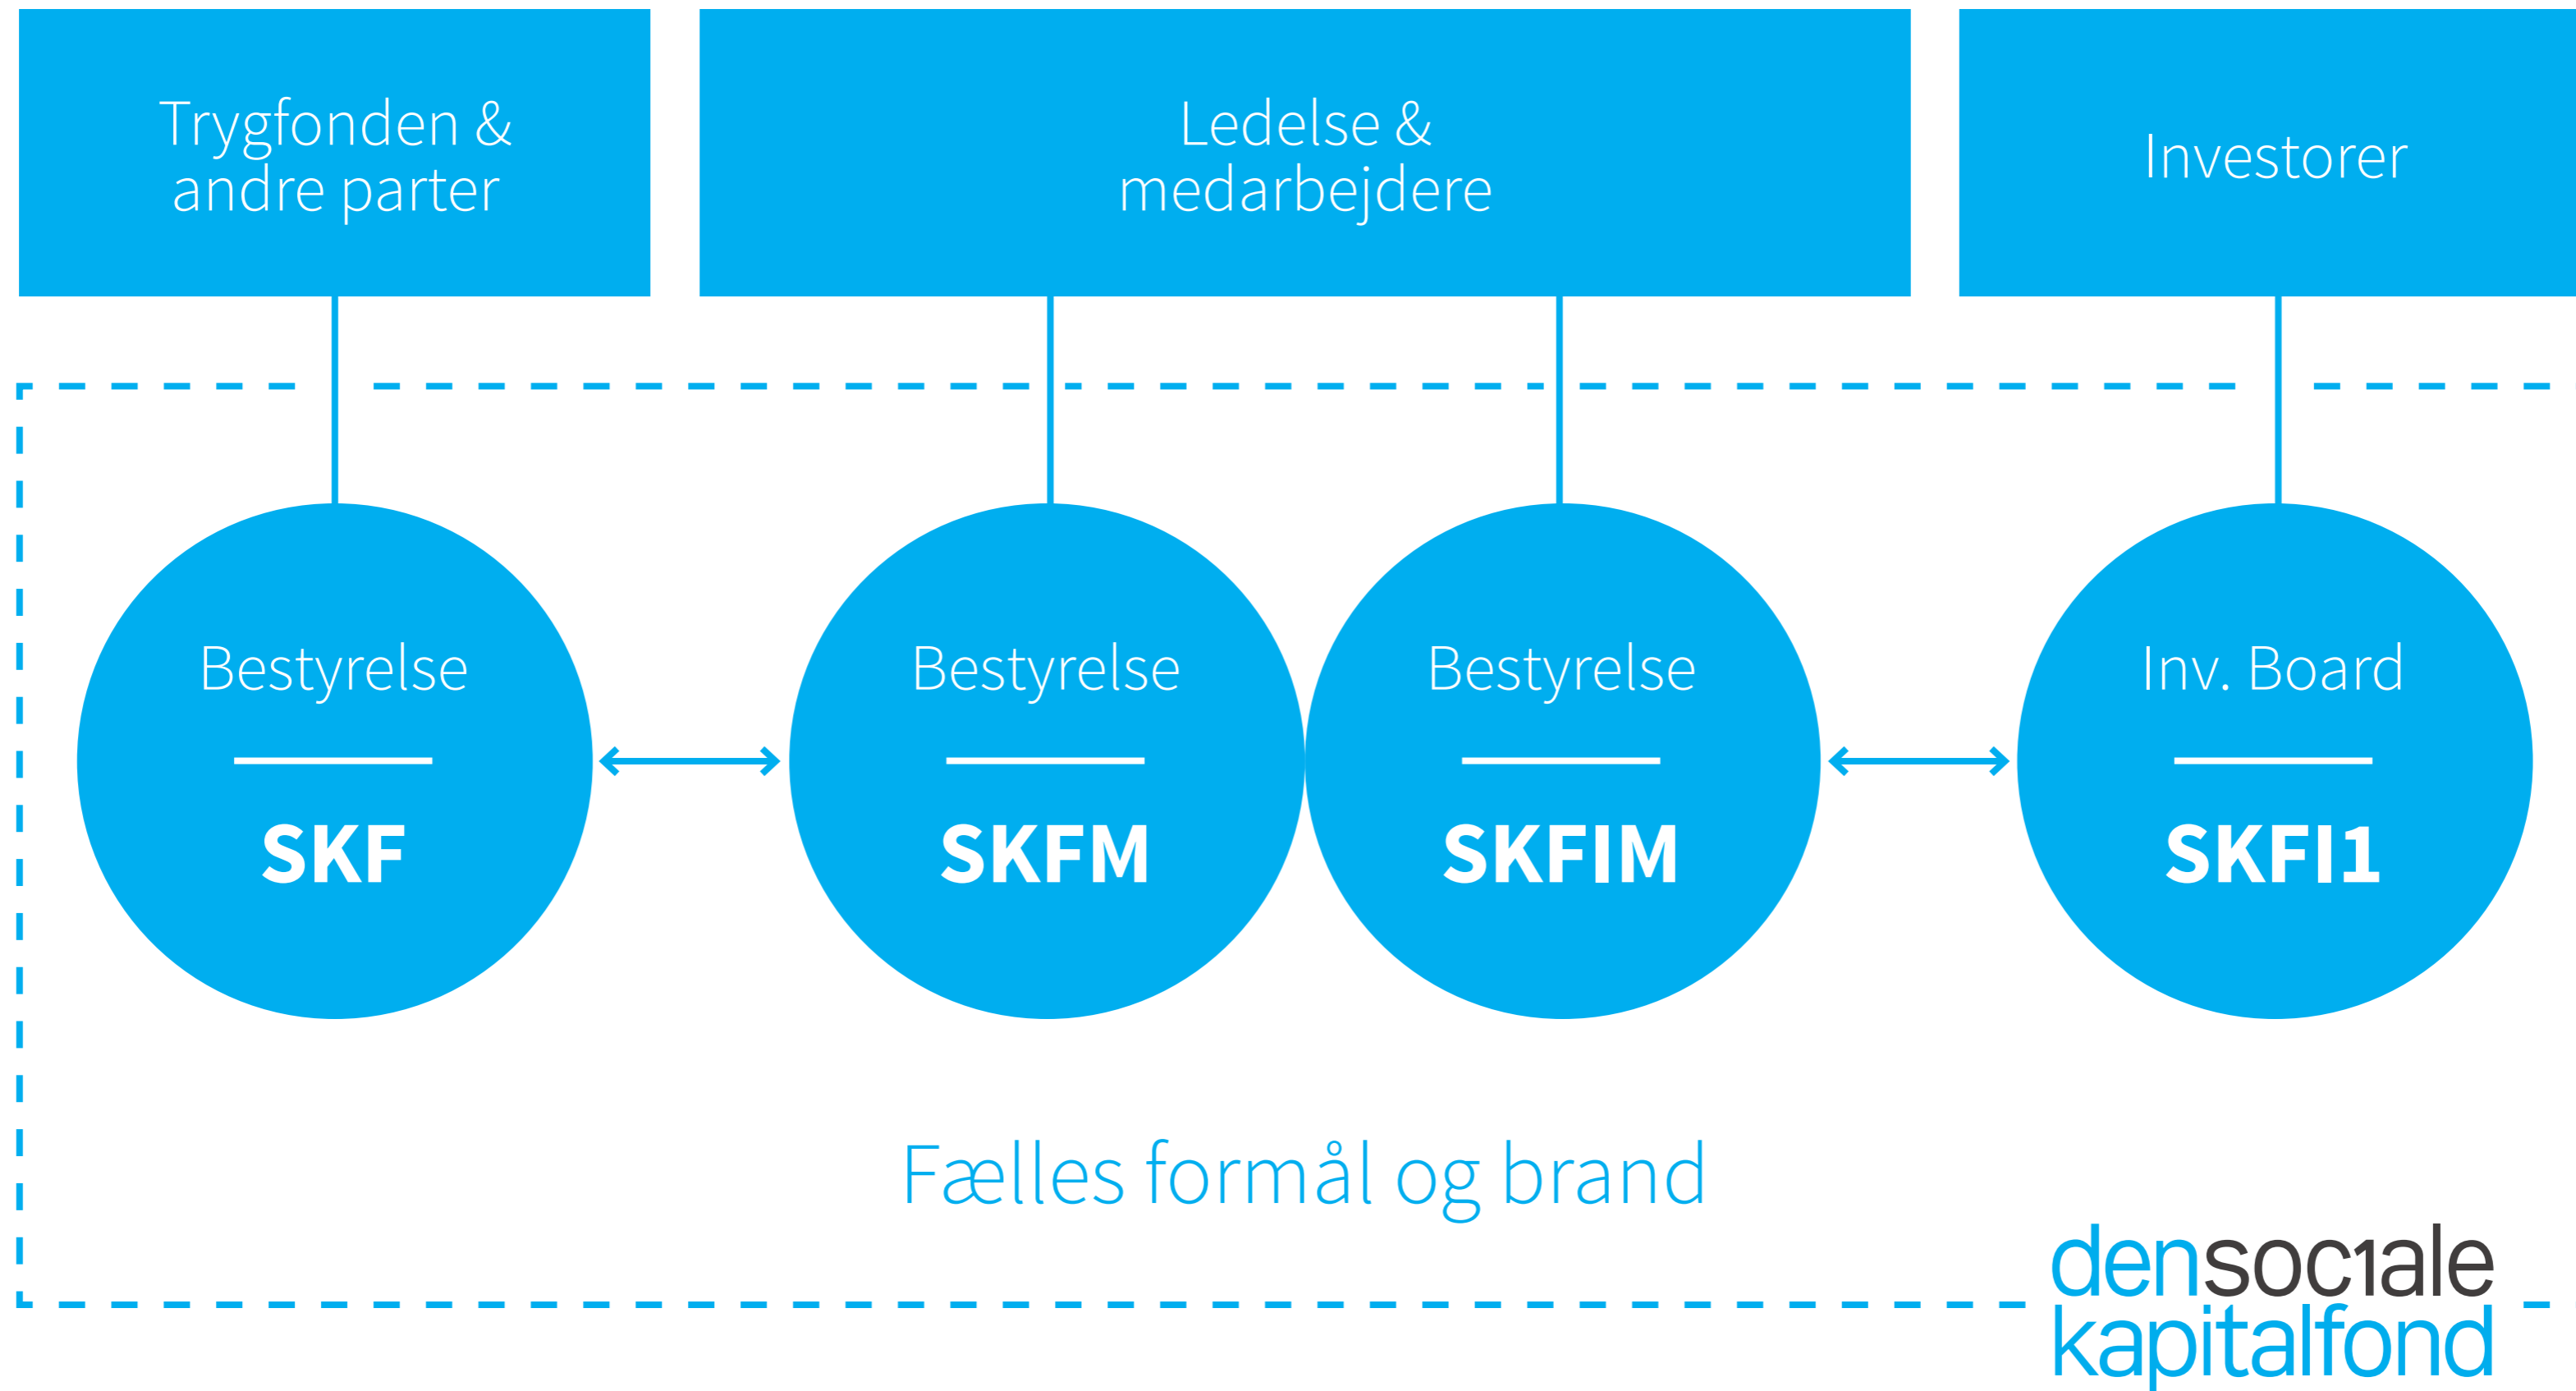 Trygfonden &
andre parter
Ledelse &
medarbejdere
Investorer
Bestyrelse
SKF
Bestyrelse
SKFM
Bestyrelse
SKFIM
Inv. Board
SKFI1
Fælles formål og brand
densoc1ale
kapitalfond